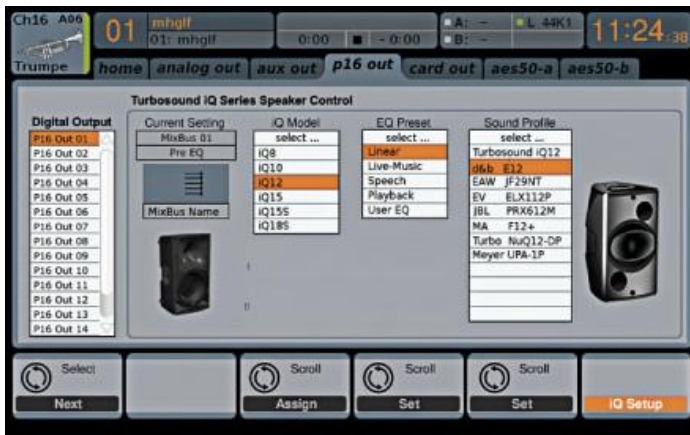 Ch16 A06
Trumpe
01
mhglf
01: mhglf
0:00 - 0:00
A: -
B: -
L 44K1
11:24:38
home analog out aux out p16 out card out aes50-a aes50-b
Turbosound iQ Series Speaker Control
Digital Output
P16 Out 01
P16 Out 02
P16 Out 03
P16 Out 04
P16 Out 05
P16 Out 06
P16 Out 07
P16 Out 08
P16 Out 09
P16 Out 10
P16 Out 11
P16 Out 12
P16 Out 13
P16 Out 14
Current Setting
MixBus 01
Pre EQ
MixBus Name
iQ Model
select ...
iQ8
iQ10
iQ12
iQ15
iQ15S
iQ18S
EQ Preset
select ...
Linear
Live-Music
Speech
Playback
User EQ
Sound Profile
select ...
Turbosound iQ12
d&b E12
EAW JF29NT
EV ELX112P
JBL PRX612M
MA F12+
Turbo NuQ12-DP
Meyer UPA-1P
Select
Next
Scroll
Assign
Scroll
Set
Scroll
Set
iQ Setup